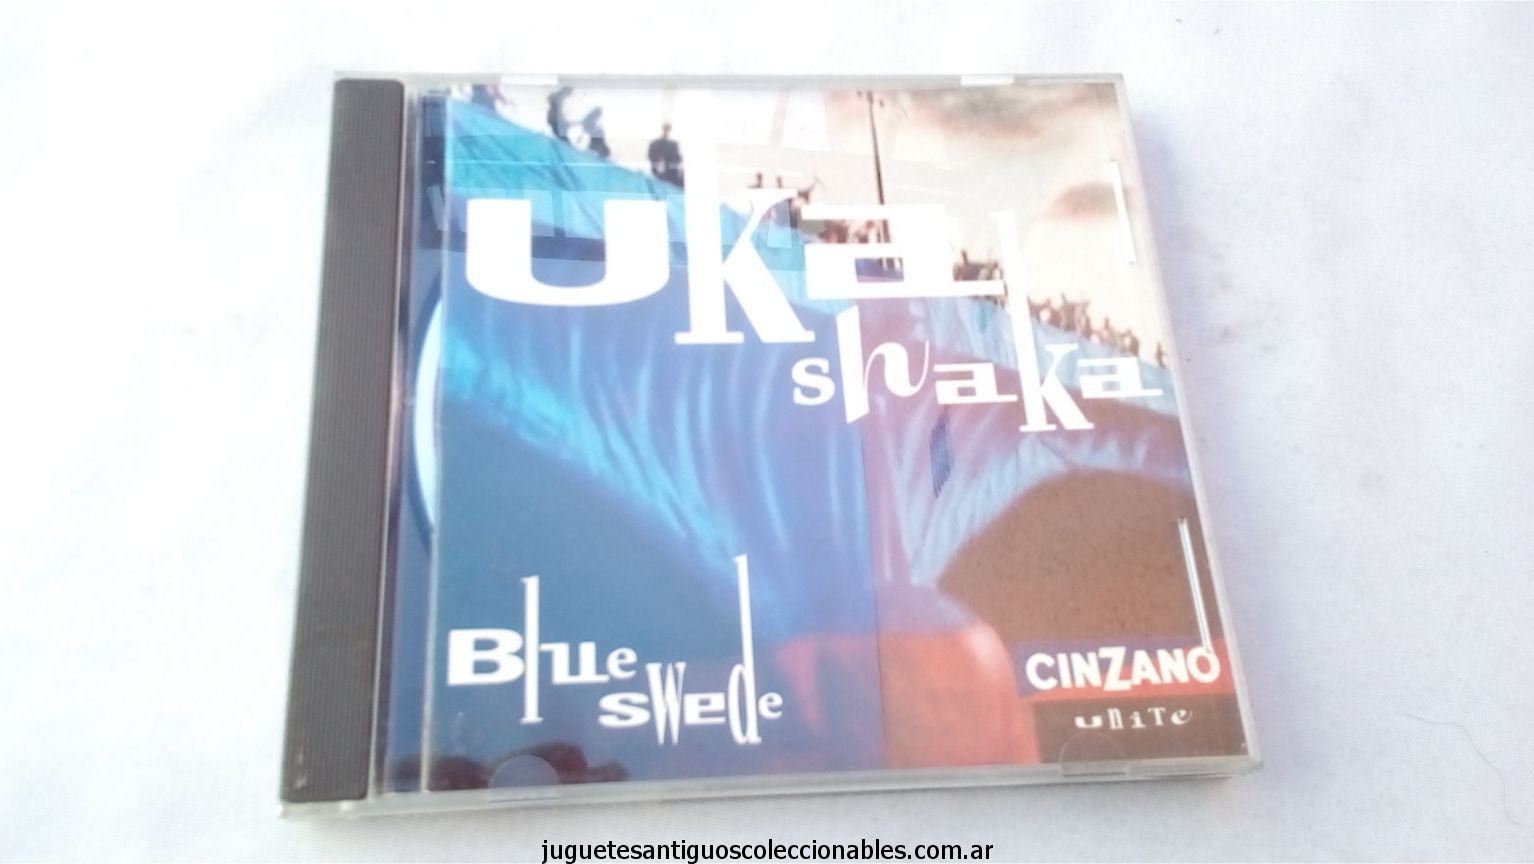 uka
shaka
Blue
swede
CINZANO
uniTe
juguetesantiguoscoleccionables.com.ar